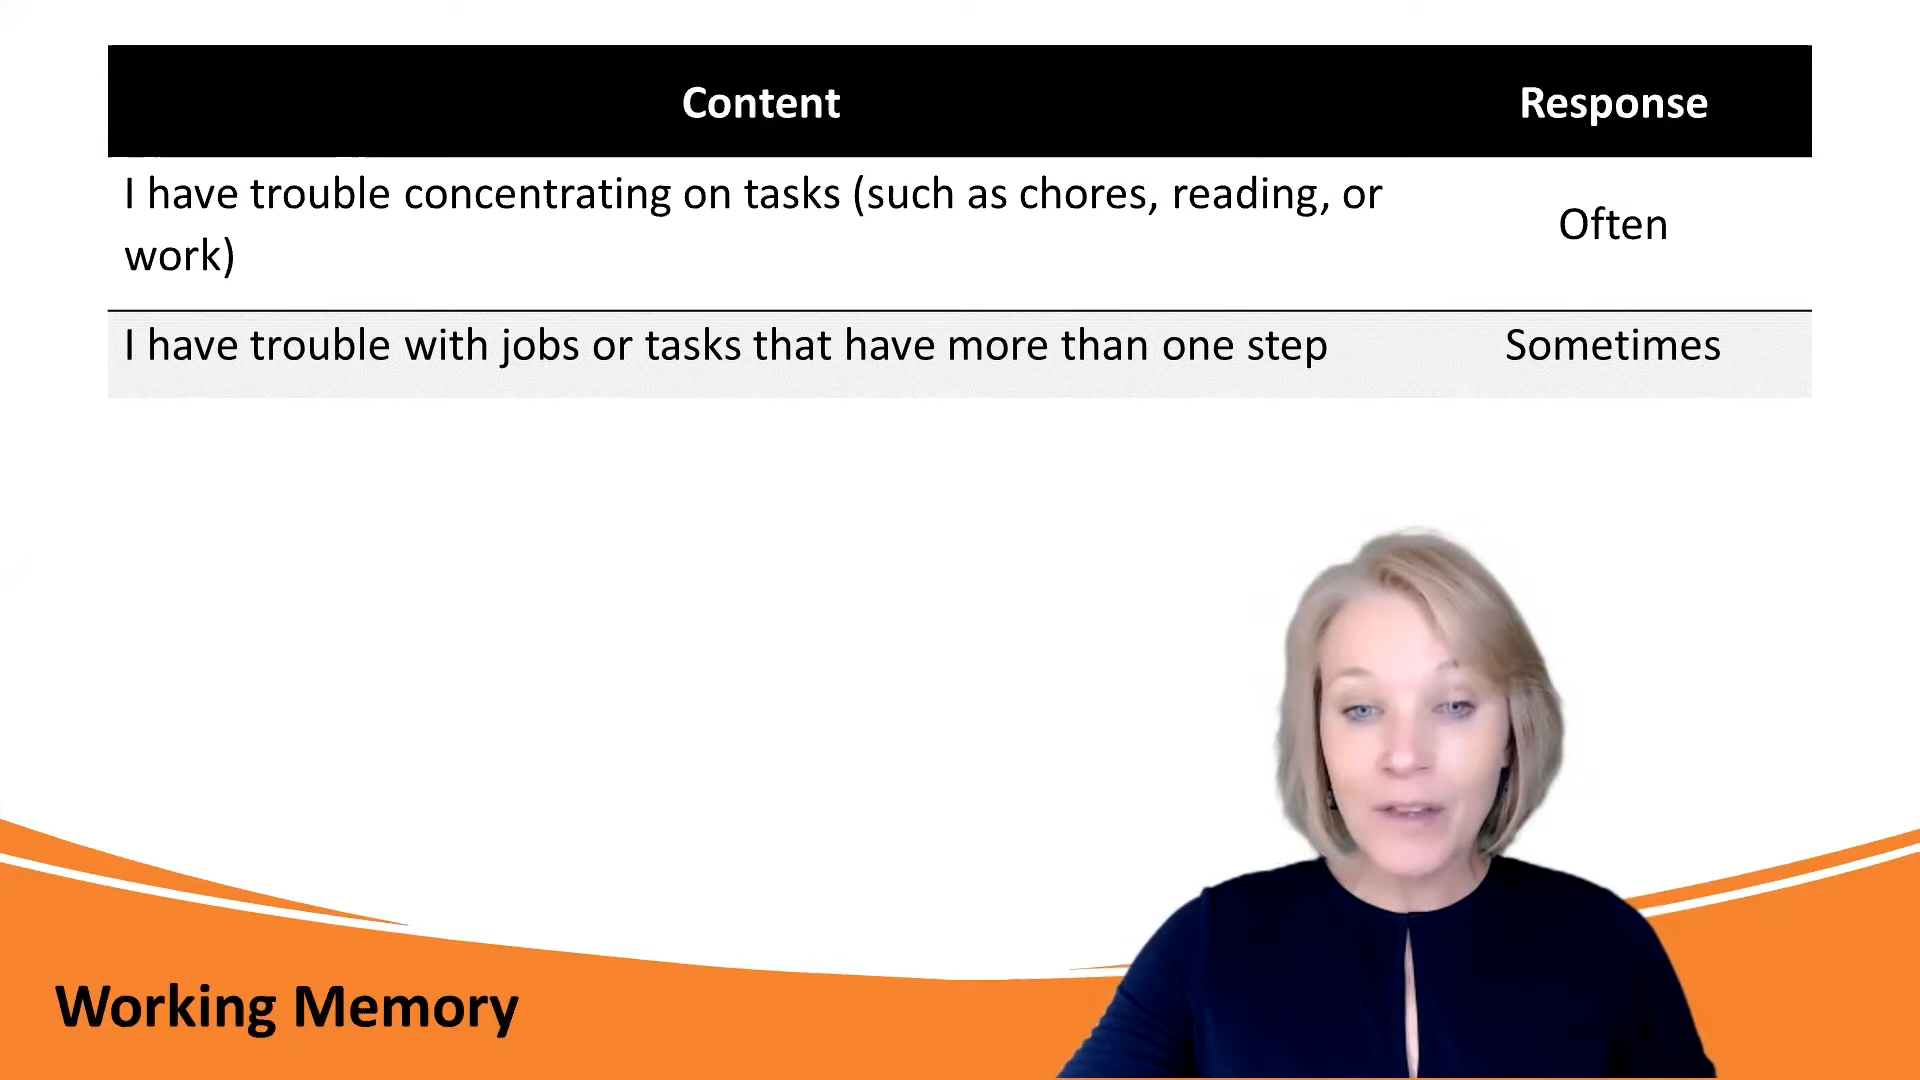 Content Response
I have trouble concentrating on tasks (such as chores, reading, or
work)
Often
I have trouble with jobs or tasks that have more than one step Sometimes
Working Memory